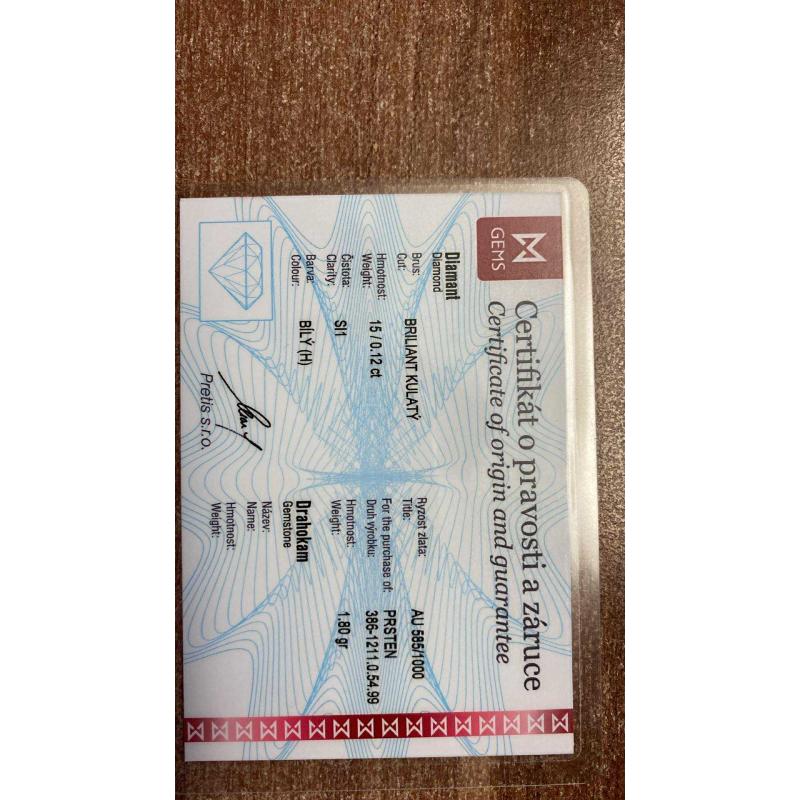 GEMS
Certifikát o pravosti a záruce
Certificate of origin and guarantee
Diamant
Diamond
Brus:
Cut:
BRILIANT KULATÝ
Hmotnost:
Weight:
15 / 0.12 ct
Čistota:
Clarity:
SI1
Barva:
Colour:
BÍLÝ (H)
Pretis s.r.o.
Ryzost zlata:
Title:
AU 585/1000
For the purchase of:
Druh výrobku:
PRSTEN
386-1211.0.54.99
Hmotnost:
Weight:
1.80 gr
Drahokam
Gemstone
Název:
Name:
Hmotnost:
Weight: